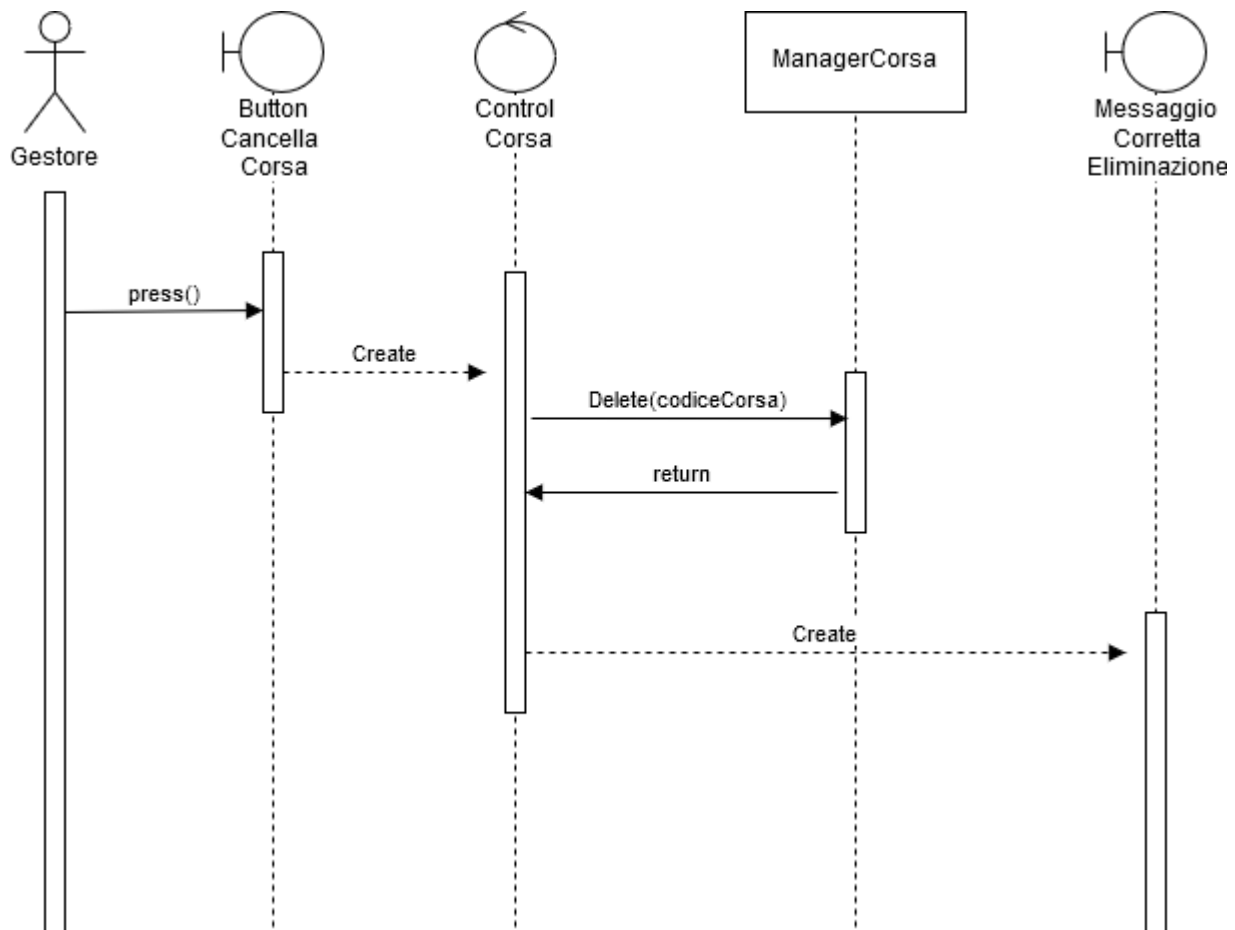 Gestore
Button
Cancella
Corsa
Control
Corsa
ManagerCorsa
Messaggio
Corretta
Eliminazione
press()
Create
Delete(codiceCorsa)
return
Create